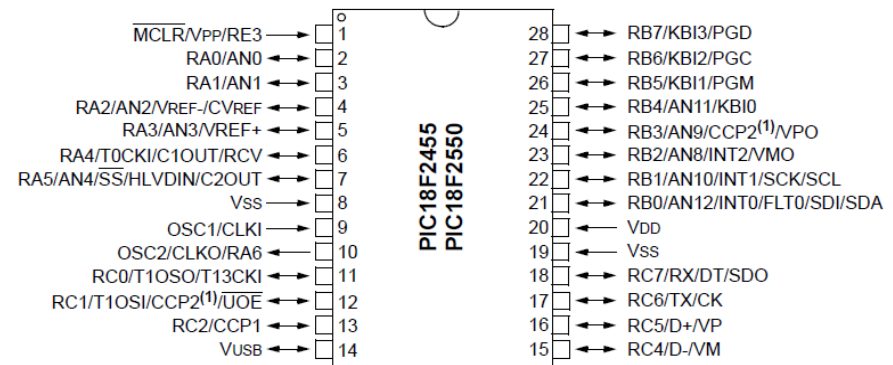 MCLR/VPP/RE3 1 28 RB7/KBI3/PGD
RA0/AN0 2 27 RB6/KBI2/PGC
RA1/AN1 3 26 RB5/KBI1/PGM
RA2/AN2/VREF-/CVREF 4 25 RB4/AN11/KBI0
RA3/AN3/VREF+ 5 24 RB3/AN9/CCP2(1)/VPO
RA4/T0CKI/C1OUT/RCV 6 23 RB2/AN8/INT2/VMO
RA5/AN4/SS/HLVDIN/C2OUT 7 22 RB1/AN10/INT1/SCK/SCL
VSS 8 21 RB0/AN12/INT0/FLT0/SDI/SDA
OSC1/CLKI 9 20 VDD
OSC2/CLKO/RA6 10 19 VSS
RC0/T1OSO/T13CKI 11 18 RC7/RX/DT/SDO
RC1/T1OSI/CCP2(1)/UOE 12 17 RC6/TX/CK
RC2/CCP1 13 16 RC5/D+/VP
VUSB 14 15 RC4/D-/VM
PIC18F2455
PIC18F2550